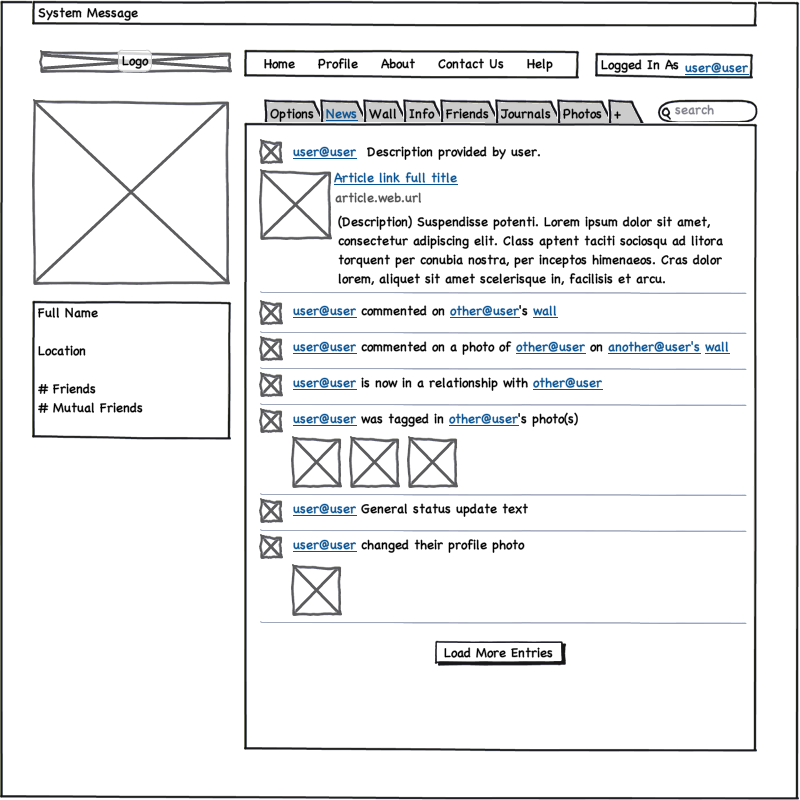 System Message
Logo
Home Profile About Contact Us Help
Logged In As user@user
Options News Wall Info Friends Journals Photos +
search
user@user Description provided by user.
Article link full title
article.web.url
(Description) Suspendisse potenti. Lorem ipsum dolor sit amet,
consectetur adipiscing elit. Class aptent taciti sociosqu ad litora
torquent per conubia nostra, per inceptos himenaeos. Cras dolor
lorem, aliquet sit amet scelerisque in, facilisis et arcu.
Full Name
Location
# Friends
# Mutual Friends
user@user commented on other@user's wall
user@user commented on a photo of other@user on another@user's wall
user@user is now in a relationship with other@user
user@user was tagged in other@user's photo(s)
user@user General status update text
user@user changed their profile photo
Load More Entries